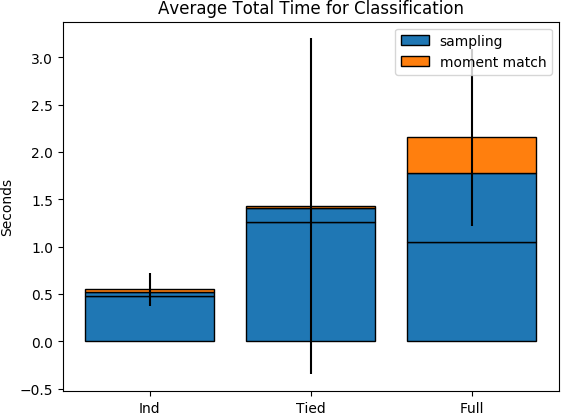 Average Total Time for Classification
sampling
moment match
Seconds
3.0
2.5
2.0
1.5
1.0
0.5
0.0
−0.5
Ind
Tied
Full